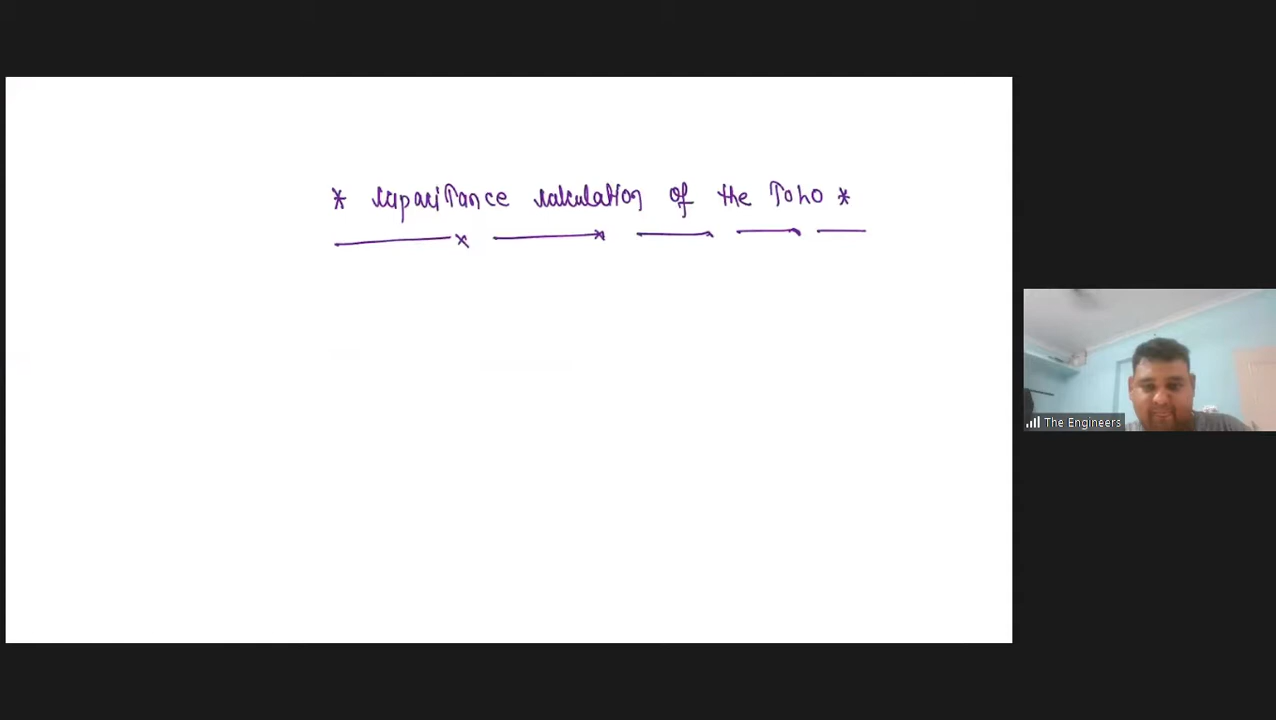 * capacitance calculation of the Toho *
The Engineers